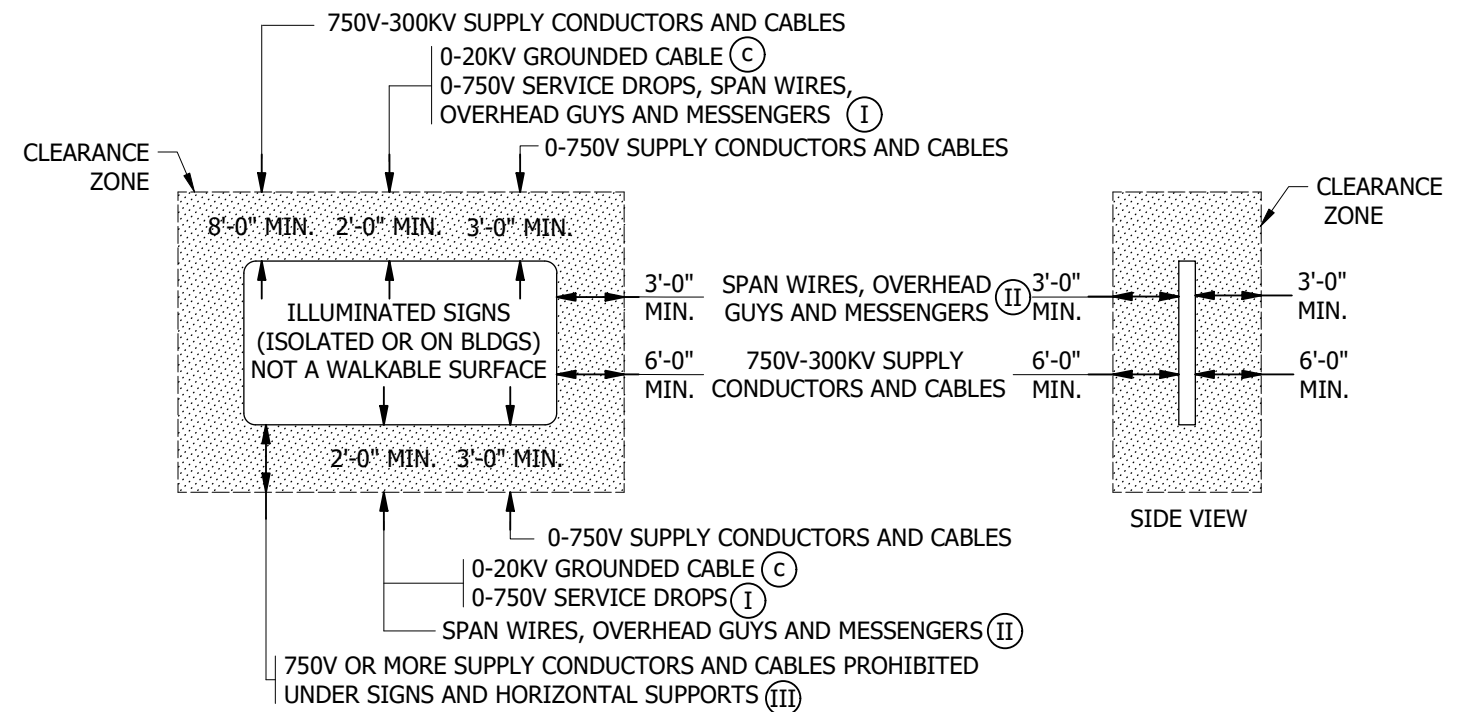 750V-300KV SUPPLY CONDUCTORS AND CABLES
0-20KV GROUNDED CABLE C
0-750V SERVICE DROPS, SPAN WIRES,
OVERHEAD GUYS AND MESSENGERS I
0-750V SUPPLY CONDUCTORS AND CABLES
CLEARANCE
ZONE
CLEARANCE
ZONE
8'-0" MIN. 2'-0" MIN. 3'-0" MIN.
ILLUMINATED SIGNS
(ISOLATED OR ON BLDGS)
NOT A WALKABLE SURFACE
3'-0"
MIN.
SPAN WIRES, OVERHEAD
GUYS AND MESSENGERS II
3'-0"
MIN.
3'-0"
MIN.
6'-0"
MIN.
750V-300KV SUPPLY
CONDUCTORS AND CABLES
6'-0"
MIN.
6'-0"
MIN.
2'-0" MIN. 3'-0" MIN.
SIDE VIEW
0-750V SUPPLY CONDUCTORS AND CABLES
0-20KV GROUNDED CABLE C
0-750V SERVICE DROPS I
SPAN WIRES, OVERHEAD GUYS AND MESSENGERS II
750V OR MORE SUPPLY CONDUCTORS AND CABLES PROHIBITED
UNDER SIGNS AND HORIZONTAL SUPPORTS III